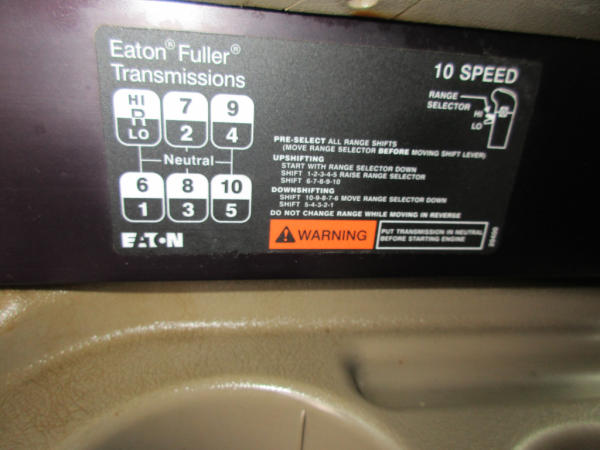 Eaton® Fuller®
Transmissions
10 SPEED
HI
R
LO
7
2
9
4
Neutral
6
1
8
3
10
5
EATON
RANGE
SELECTOR
HI
LO
PRE-SELECT ALL RANGE SHIFTS
(MOVE RANGE SELECTOR BEFORE MOVING SHIFT LEVER)
UPSHIFTING
START WITH RANGE SELECTOR DOWN
SHIFT 1-2-3-4-5 RAISE RANGE SELECTOR
SHIFT 6-7-8-9-10
DOWNSHIFTING
SHIFT 10-9-8-7-6 MOVE RANGE SELECTOR DOWN
SHIFT 5-4-3-2-1
DO NOT CHANGE RANGE WHILE MOVING IN REVERSE
WARNING
PUT TRANSMISSION IN NEUTRAL
BEFORE STARTING ENGINE